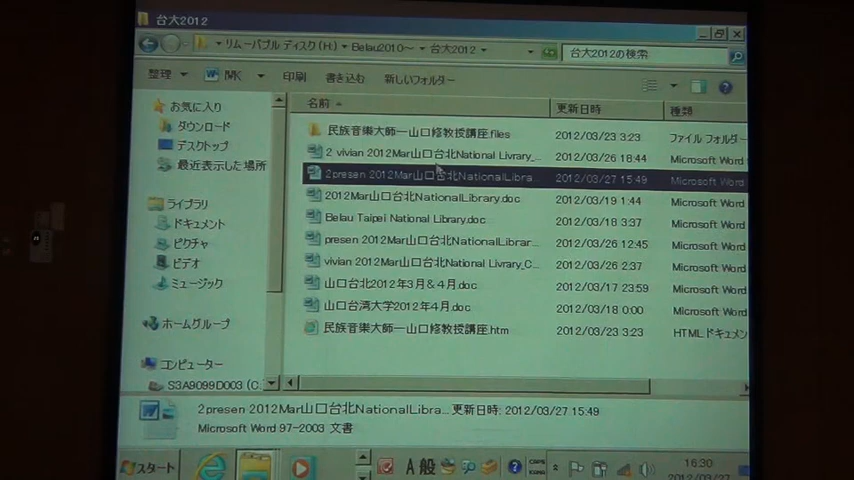 台大2012
リムーバブル ディスク (H:) ▸ Belau2010～ ▸ 台大2012
台大2012の検索
整理
開く
印刷
書き込む
新しいフォルダー
名前
更新日時
種類
お気に入り
ダウンロード
デスクトップ
最近表示した場所
ライブラリ
ドキュメント
ピクチャ
ビデオ
ミュージック
ホームグループ
コンピューター
S3A9099D003 (C
民族音樂大師—山口修教授講座.files 2012/03/23 3:23 ファイル フォルダー
2 vivian 2012Mar山口台北National Livrary_... 2012/03/26 18:44 Microsoft Word
2presen 2012Mar山口台北NationalLibra... 2012/03/27 15:49 Microsoft Word
2012Mar山口台北NationalLibrary.doc 2012/03/19 1:44 Microsoft Word
Belau Taipei National Library.doc 2012/03/18 3:37 Microsoft Word
presen 2012Mar山口台北NationalLibrar... 2012/03/26 12:45 Microsoft Word
vivian 2012Mar山口台北National Livrary_C... 2012/03/26 2:37 Microsoft Word
山口台北2012年3月＆４月.doc 2012/03/17 23:59 Microsoft Word
山口台湾大学2012年４月.doc 2012/03/18 0:00 Microsoft Word
民族音樂大師—山口修教授講座.htm 2012/03/23 3:23 HTML ドキュメン
2presen 2012Mar山口台北NationalLibra... 更新日時: 2012/03/27 15:49
Microsoft Word 97-2003 文書
スタート
A 般
CAPS
KANA
16:30
2012/03/27